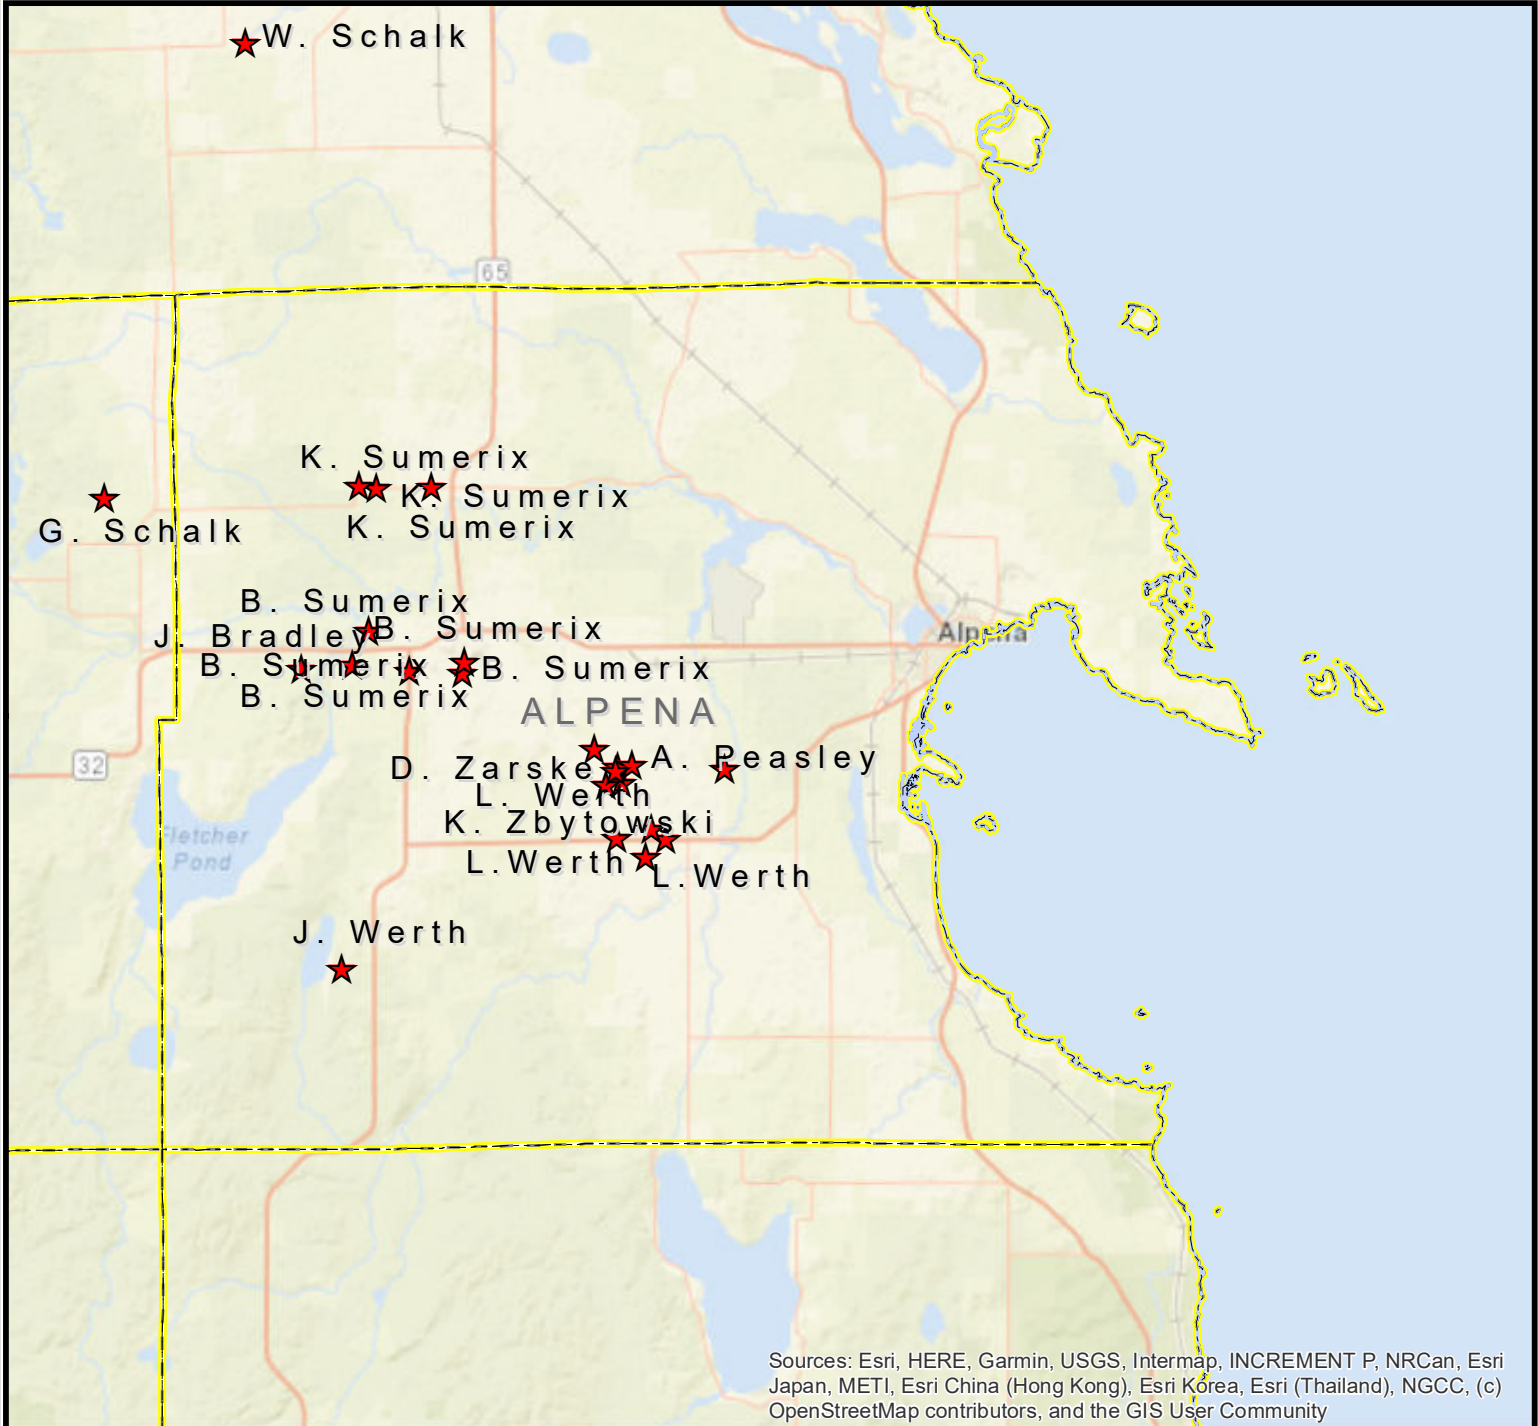 W. Schalk
65
K. Sumerix
K. Sumerix
G. Schalk
K. Sumerix
B. Sumerix
J. Bradley
B. Sumerix
Alpena
B. Sumerix
B. Sumerix
B. Sumerix
ALPENA
32
D. Zarske
A. Peasley
L. Werth
K. Zbytowski
Fletcher
Pond
L.Werth
L.Werth
J. Werth
Sources: Esri, HERE, Garmin, USGS, Intermap, INCREMENT P, NRCan, Esri
Japan, METI, Esri China (Hong Kong), Esri Korea, Esri (Thailand), NGCC, (c)
OpenStreetMap contributors, and the GIS User Community